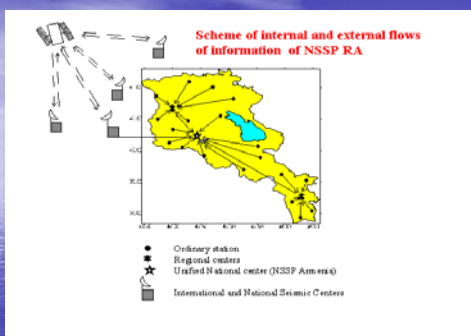 Scheme of internal and external flows
of information of NSSP RA
Ordinary station
Regional centers
Unified National center (NSSP Armenia)
International and National Seismic Centers